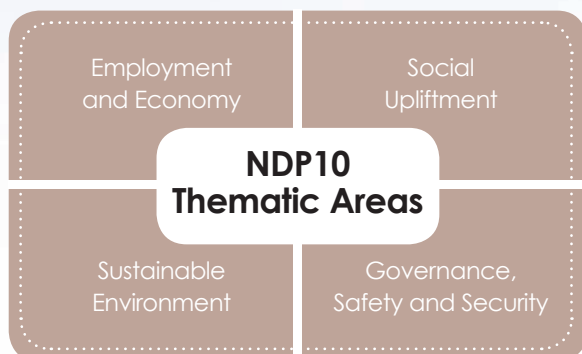 Employment
and Economy
Social
Upliftment
NDP10
Thematic Areas
Sustainable
Environment
Governance,
Safety and Security